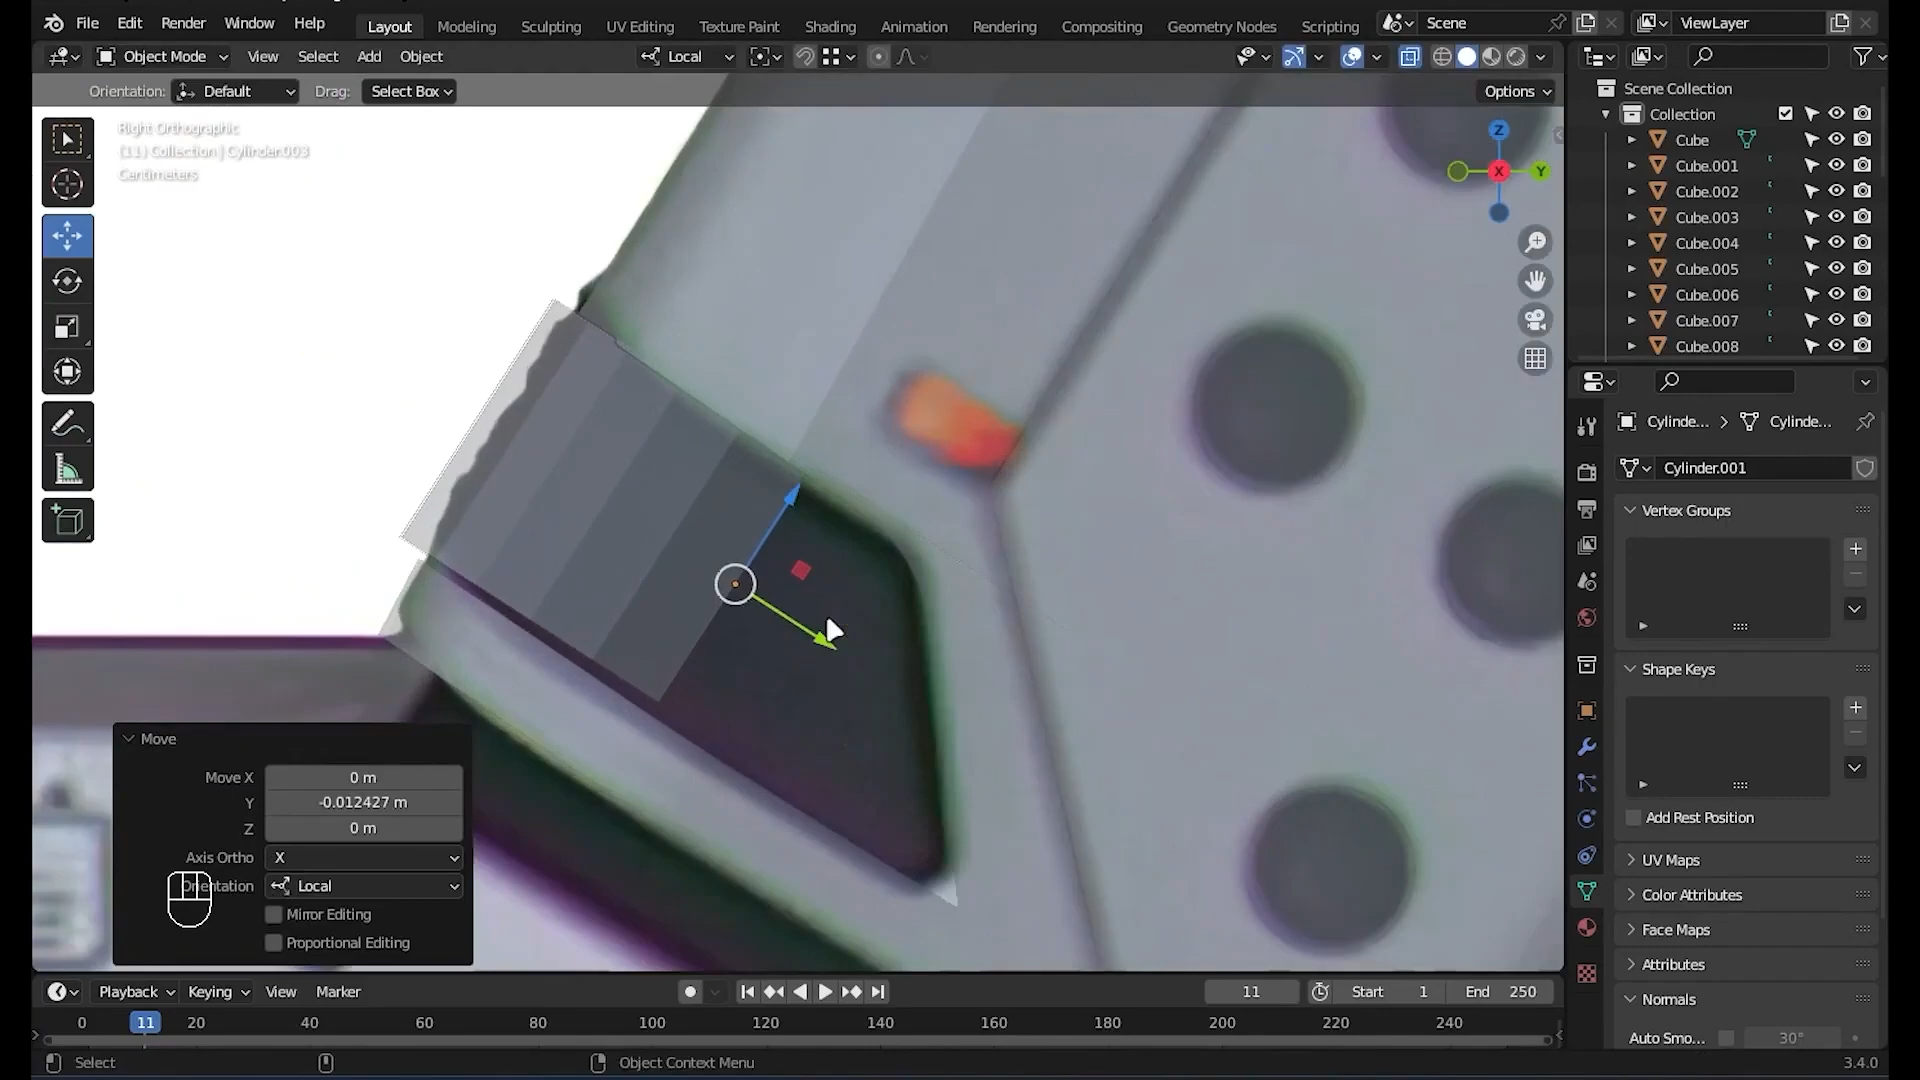 File Edit Render Window Help Layout Modeling Sculpting UV Editing Texture Paint Shading Animation Rendering Compositing Geometry Nodes Scripting Scene ViewLayer
Object Mode View Select Add Object Local
Orientation: Default Drag: Select Box Options
Right Orthographic
(11) Collection | Cylinder.003
Centimeters
Z
X
Y
Scene Collection
Collection
Cube
Cube.001
Cube.002
Cube.003
Cube.004
Cube.005
Cube.006
Cube.007
Cube.008
Cylinde... > Cylinde...
Cylinder.001
Vertex Groups
Shape Keys
Add Rest Position
UV Maps
Color Attributes
Face Maps
Attributes
Normals
Auto Smo... 30°
Move
Move X 0 m
Y -0.012427 m
Z 0 m
Axis Ortho X
Orientation Local
Mirror Editing
Proportional Editing
Playback Keying View Marker 11 Start 1 End 250
0 11 20 40 60 80 100 120 140 160 180 200 220 240
Select Object Context Menu 3.4.0